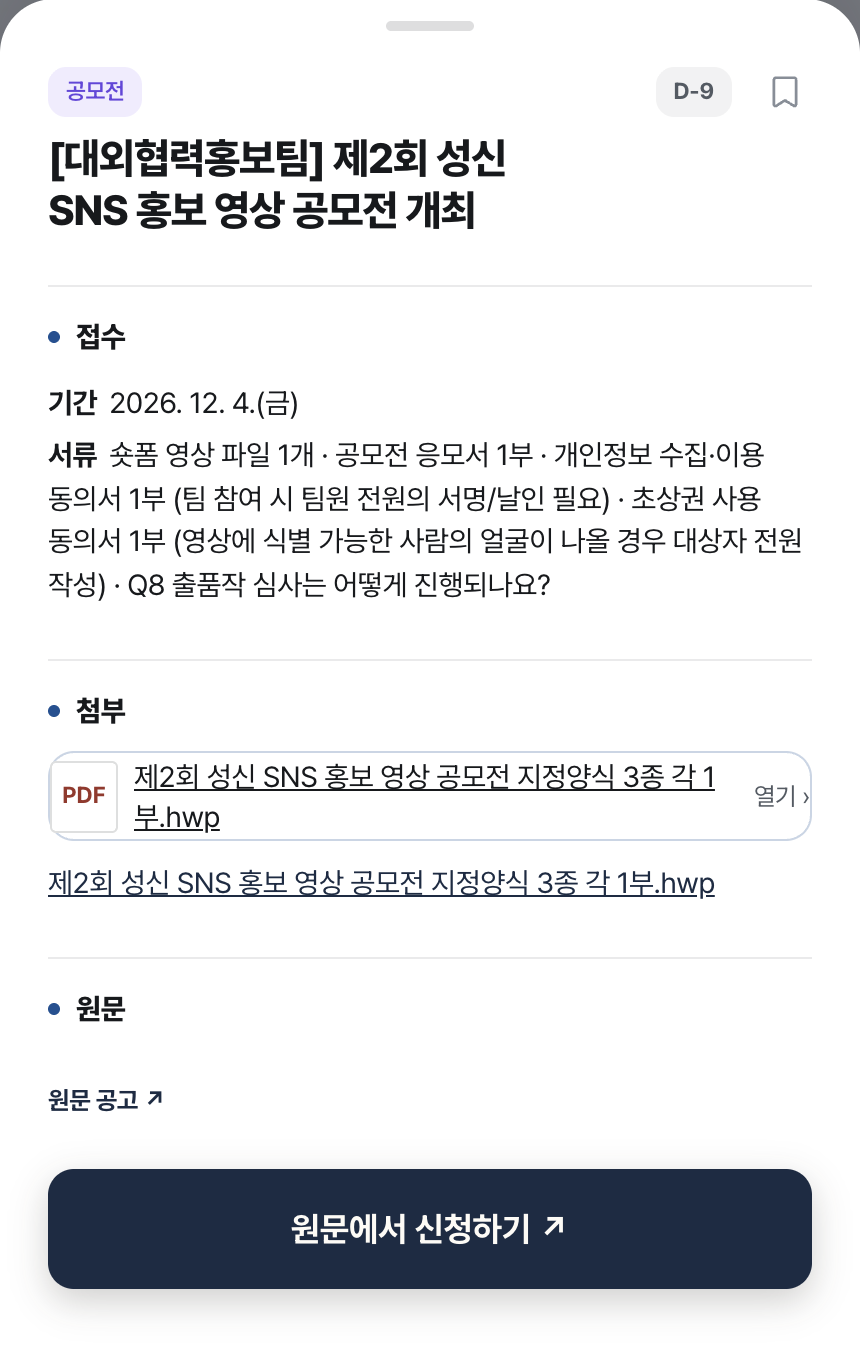 공모전
D-9
[대외협력홍보팀] 제2회 성신
SNS 홍보 영상 공모전 개최
접수
기간 2026. 12. 4.(금)
서류 숏폼 영상 파일 1개 · 공모전 응모서 1부 · 개인정보 수집·이용
동의서 1부 (팀 참여 시 팀원 전원의 서명/날인 필요) · 초상권 사용
동의서 1부 (영상에 식별 가능한 사람의 얼굴이 나올 경우 대상자 전원
작성) · Q8 출품작 심사는 어떻게 진행되나요?
첨부
PDF
제2회 성신 SNS 홍보 영상 공모전 지정양식 3종 각 1
부.hwp
열기 ›
제2회 성신 SNS 홍보 영상 공모전 지정양식 3종 각 1부.hwp
원문
원문 공고 ↗
원문에서 신청하기 ↗